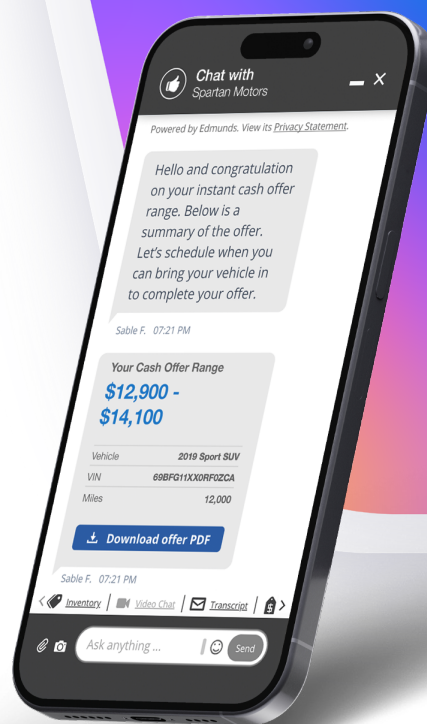 Chat with
Spartan Motors
Powered by Edmunds. View its Privacy Statement.
Hello and congratulation
on your instant cash offer
range. Below is a
summary of the offer.
Let's schedule when you
can bring your vehicle in
to complete your offer.
Sable F. 07:21 PM
Your Cash Offer Range
$12,900 -
$14,100
Vehicle 2019 Sport SUV
VIN 69BFG11XX0RF0ZCA
Miles 12,000
Download offer PDF
Sable F. 07:21 PM
Inventory Video Chat Transcript $
Ask anything ... Send